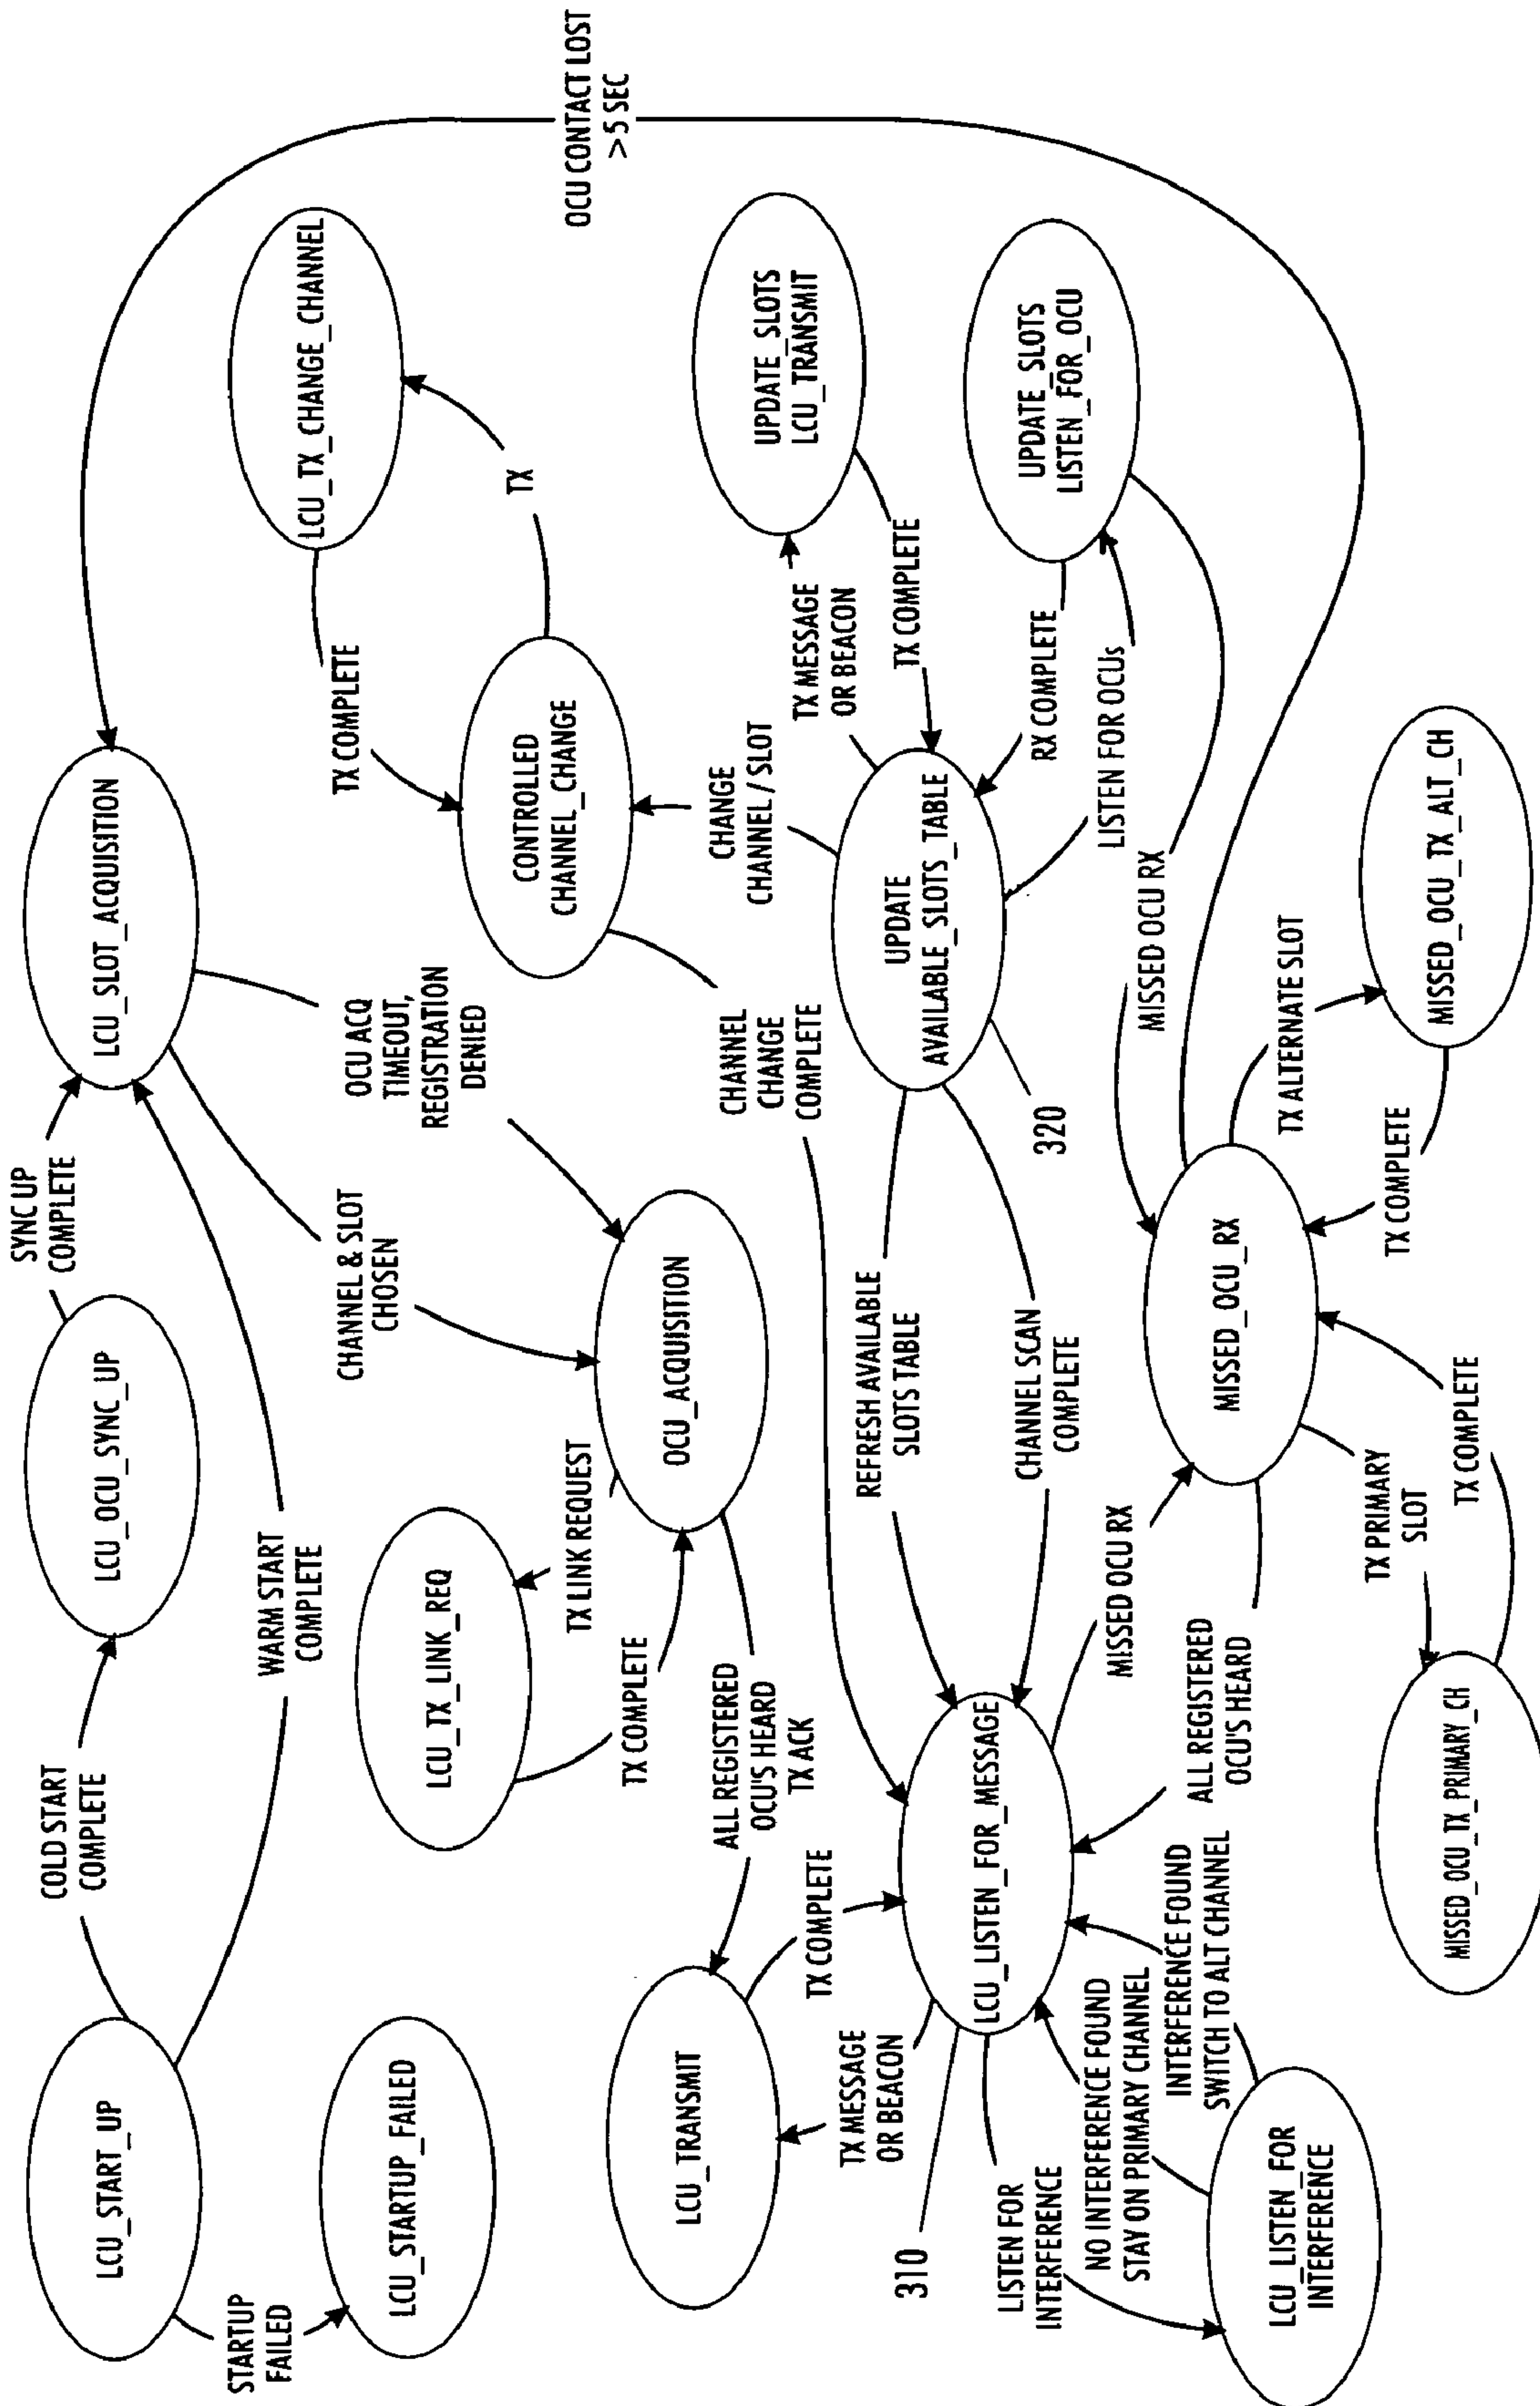 LCU_START_UP
COLD START
COMPLETE
LCU_OCU_SYNC_UP
SYNC UP
COMPLETE
LCU_SLOT_ACQUISITION
OCU CONTACT LOST
>5 SEC
STARTUP
FAILED
LCU_STARTUP_FAILED
WARM START
COMPLETE
CHANNEL & SLOT
CHOSEN
OCU ACQ
TIMEOUT,
REGISTRATION
DENIED
TX COMPLETE
LCU_TX_CHANGE_CHANNEL
TX
CONTROLLED
CHANNEL_CHANGE
LCU_TX_LINK_REQ
TX LINK REQUEST
TX COMPLETE
OCU_ACQUISITION
ALL REGISTERED
OCU'S HEARD
TX ACK
CHANNEL
CHANGE
COMPLETE
CHANGE
CHANNEL / SLOT
LCU_TRANSMIT
TX COMPLETE
TX MESSAGE
OR BEACON
TX MESSAGE
OR BEACON
UPDATE_SLOTS
LCU_TRANSMIT
TX COMPLETE
UPDATE
AVAILABLE_SLOTS_TABLE
REFRESH AVAILABLE
SLOTS TABLE
CHANNEL SCAN
COMPLETE
320
RX COMPLETE
UPDATE_SLOTS
LISTEN_FOR_OCU
LISTEN FOR OCUs
310
LCU_LISTEN_FOR_MESSAGE
LISTEN FOR
INTERFERENCE
NO INTERFERENCE FOUND
STAY ON PRIMARY CHANNEL
INTERFERENCE FOUND
SWITCH TO ALT CHANNEL
ALL REGISTERED
OCU'S HEARD
MISSED OCU RX
MISSED OCU RX
MISSED_OCU_RX
TX ALTERNATE SLOT
TX COMPLETE
MISSED_OCU_TX_ALT_CH
LCU_LISTEN_FOR
INTERFERENCE
TX PRIMARY
SLOT
TX COMPLETE
MISSED_OCU_TX_PRIMARY_CH